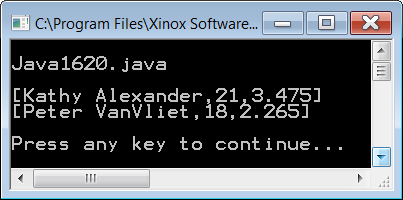 C:\Program Files\Xinox Software...
Java1620.java
[Kathy Alexander,21,3.475]
[Peter VanVliet,18,2.265]
Press any key to continue...